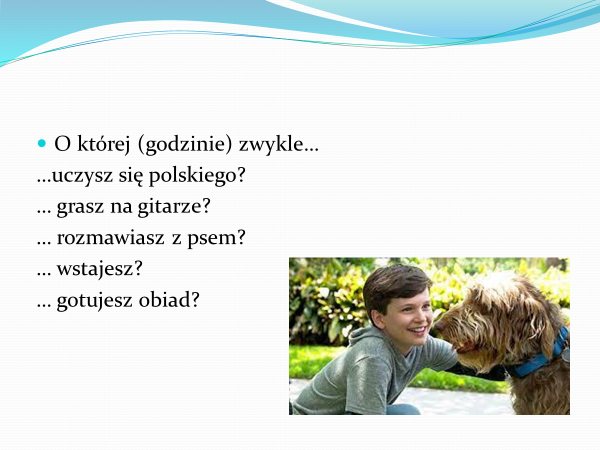 O której (godzinie) zwykle...
...uczysz się polskiego?
... grasz na gitarze?
... rozmawiasz z psem?
... wstajesz?
... gotujesz obiad?